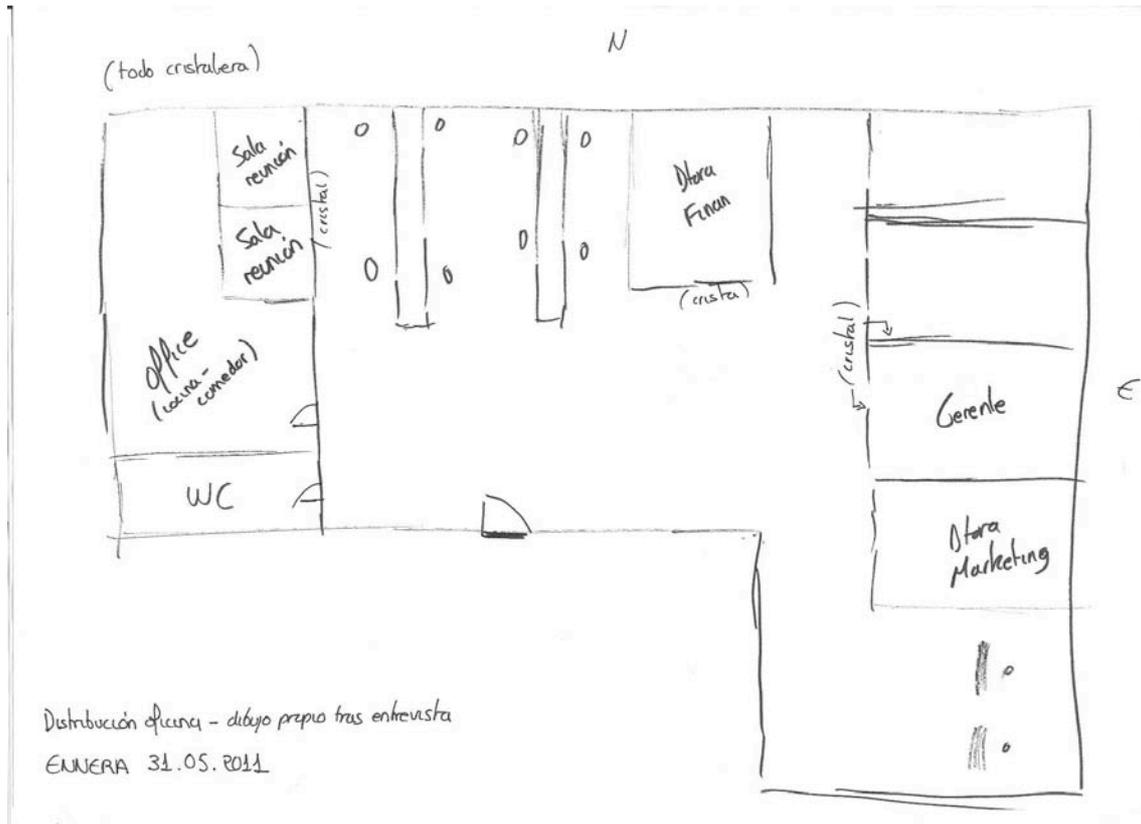 N
(todo cristalera)
Sala
reunión
Sala
reunión
(cristal)
Dtora
Finan
(cristal)
(cristal)
office
(cocina-
comedor)
Gerente
E
WC
Dtora
Marketing
Distribución oficina - dibujo propio tras entrevista
ENNERA 31.05.2011